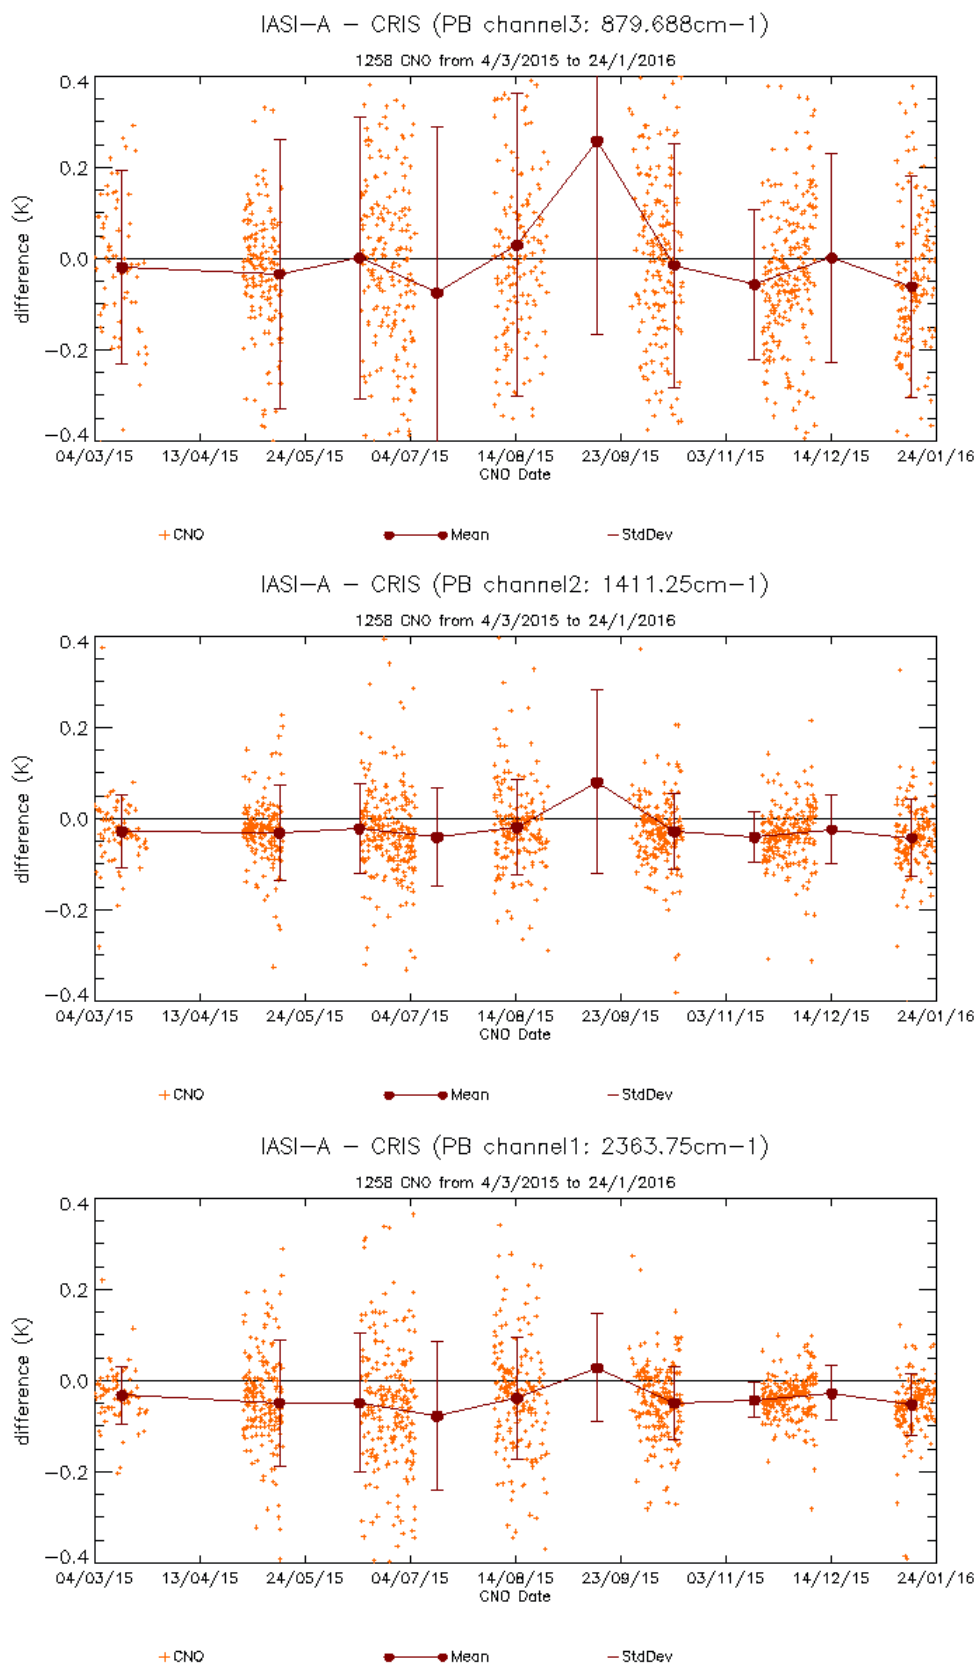 IASI-A - CRIS (PB channel3: 879.688cm-1)
1258 CNO from 4/3/2015 to 24/1/2016
0.4
0.2
0.0
-0.2
-0.4
difference (K)
04/03/15 13/04/15 24/05/15 04/07/15 14/08/15 23/09/15 03/11/15 14/12/15 24/01/16
CNO Date
CNO Mean StdDev
IASI-A - CRIS (PB channel2: 1411.25cm-1)
1258 CNO from 4/3/2015 to 24/1/2016
0.4
0.2
0.0
-0.2
-0.4
difference (K)
04/03/15 13/04/15 24/05/15 04/07/15 14/08/15 23/09/15 03/11/15 14/12/15 24/01/16
CNO Date
CNO Mean StdDev
IASI-A - CRIS (PB channel1: 2363.75cm-1)
1258 CNO from 4/3/2015 to 24/1/2016
0.4
0.2
0.0
-0.2
-0.4
difference (K)
04/03/15 13/04/15 24/05/15 04/07/15 14/08/15 23/09/15 03/11/15 14/12/15 24/01/16
CNO Date
CNO Mean StdDev